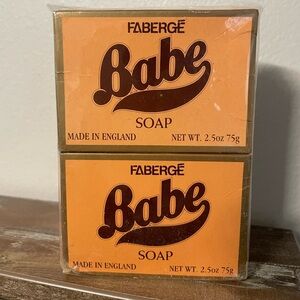 FABERGÉ
Babe
SOAP
MADE IN ENGLAND NET WT. 2.5oz 75g
FABERGÉ
Babe
SOAP
MADE IN ENGLAND NET WT. 2.5oz 75g